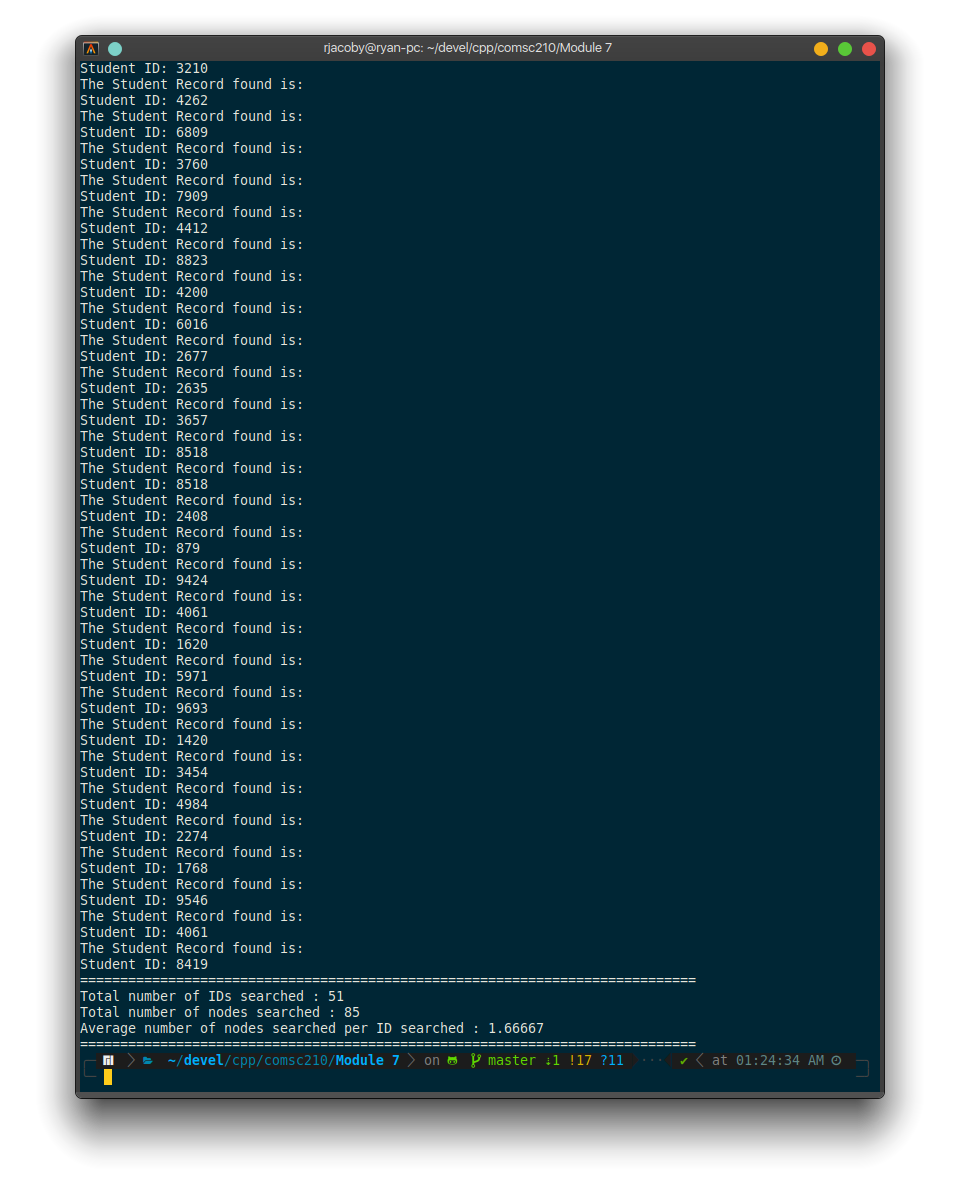 rjacoby@ryan-pc: ~/devel/cpp/comsc210/Module 7
Student ID: 3210
The Student Record found is:
Student ID: 4262
The Student Record found is:
Student ID: 6809
The Student Record found is:
Student ID: 3760
The Student Record found is:
Student ID: 7909
The Student Record found is:
Student ID: 4412
The Student Record found is:
Student ID: 8823
The Student Record found is:
Student ID: 4200
The Student Record found is:
Student ID: 6016
The Student Record found is:
Student ID: 2677
The Student Record found is:
Student ID: 2635
The Student Record found is:
Student ID: 3657
The Student Record found is:
Student ID: 8518
The Student Record found is:
Student ID: 8518
The Student Record found is:
Student ID: 2408
The Student Record found is:
Student ID: 879
The Student Record found is:
Student ID: 9424
The Student Record found is:
Student ID: 4061
The Student Record found is:
Student ID: 1620
The Student Record found is:
Student ID: 5971
The Student Record found is:
Student ID: 9693
The Student Record found is:
Student ID: 1420
The Student Record found is:
Student ID: 3454
The Student Record found is:
Student ID: 4984
The Student Record found is:
Student ID: 2274
The Student Record found is:
Student ID: 1768
The Student Record found is:
Student ID: 9546
The Student Record found is:
Student ID: 4061
The Student Record found is:
Student ID: 8419
=============================================================================
Total number of IDs searched : 51
Total number of nodes searched : 85
Average number of nodes searched per ID searched : 1.66667
=============================================================================
~/devel/cpp/comsc210/Module 7 on master ⇣1 !17 ?11 ··· ✔ at 01:24:34 AM